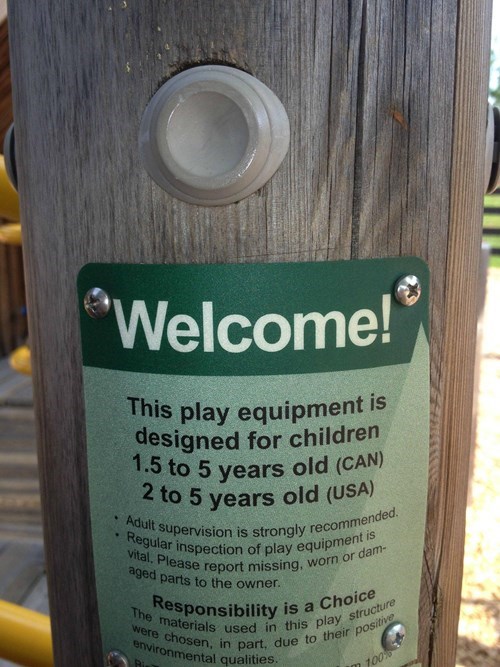 Welcome!
This play equipment is
designed for children
1.5 to 5 years old (CAN)
2 to 5 years old (USA)
• Adult supervision is strongly recommended.
• Regular inspection of play equipment is
vital. Please report missing, worn or dam-
aged parts to the owner.
Responsibility is a Choice
The materials used in this play structure
were chosen, in part, due to their positive
environmental qualities.
100%